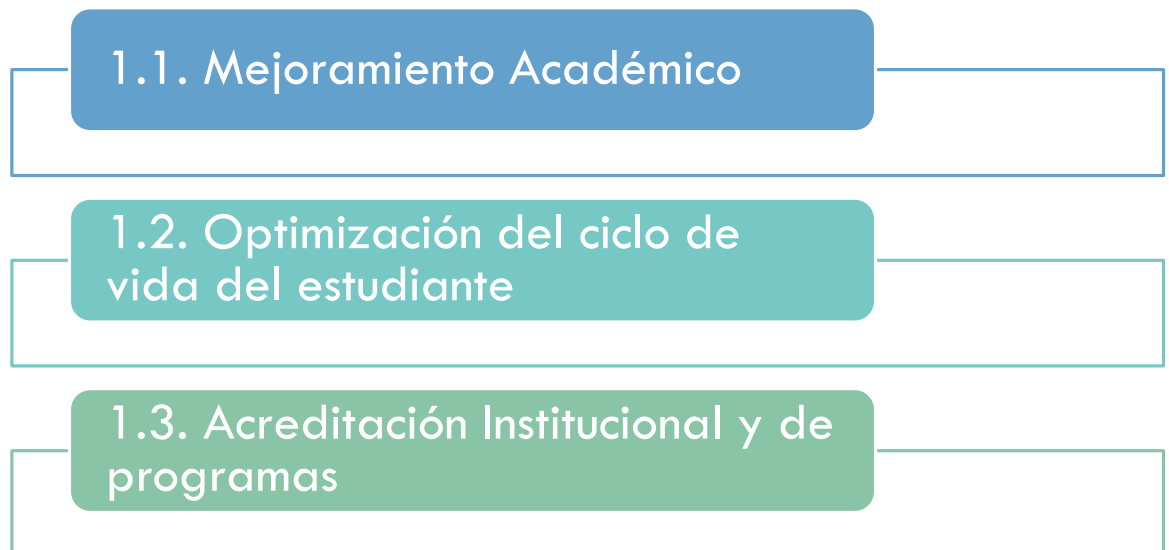 1.1. Mejoramiento Académico
1.2. Optimización del ciclo de
vida del estudiante
1.3. Acreditación Institucional y de
programas